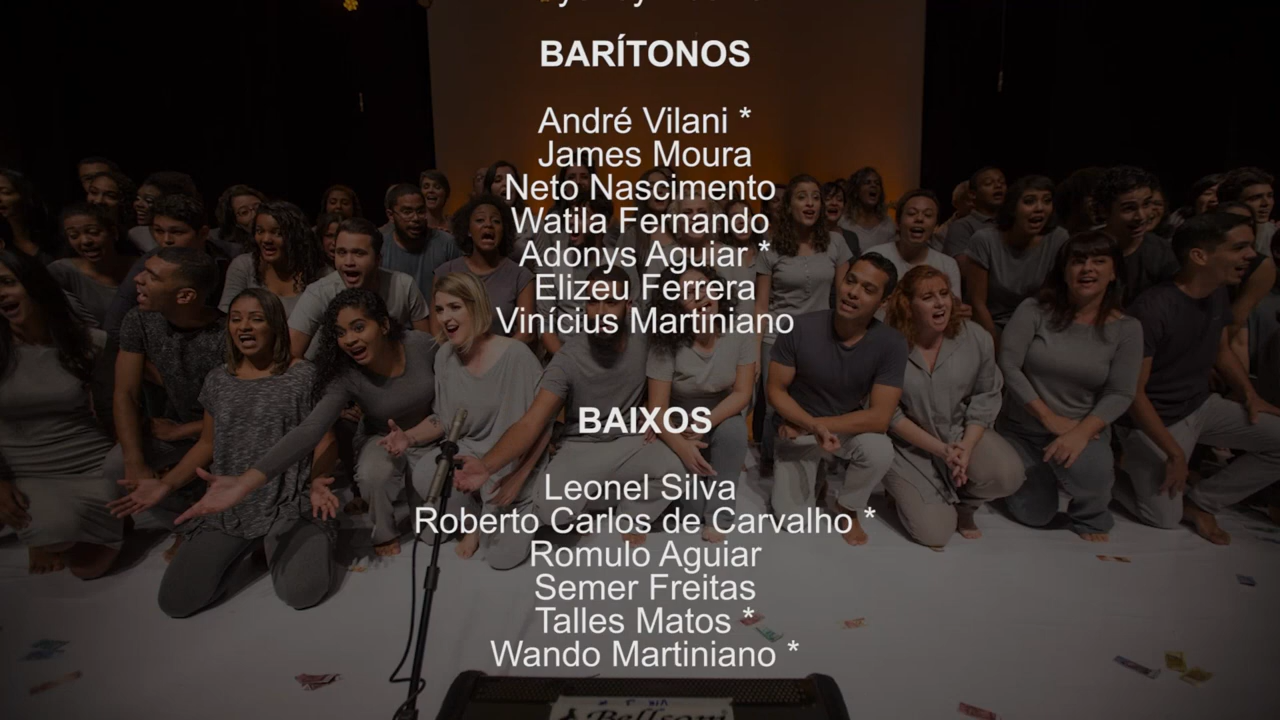 BARÍTONOS
André Vilani *
James Moura
Neto Nascimento
Watila Fernando
Adonys Aguiar *
Elizeu Ferrera
Vinícius Martiniano
BAIXOS
Leonel Silva
Roberto Carlos de Carvalho *
Romulo Aguiar
Semer Freitas
Talles Matos *
Wando Martiniano *